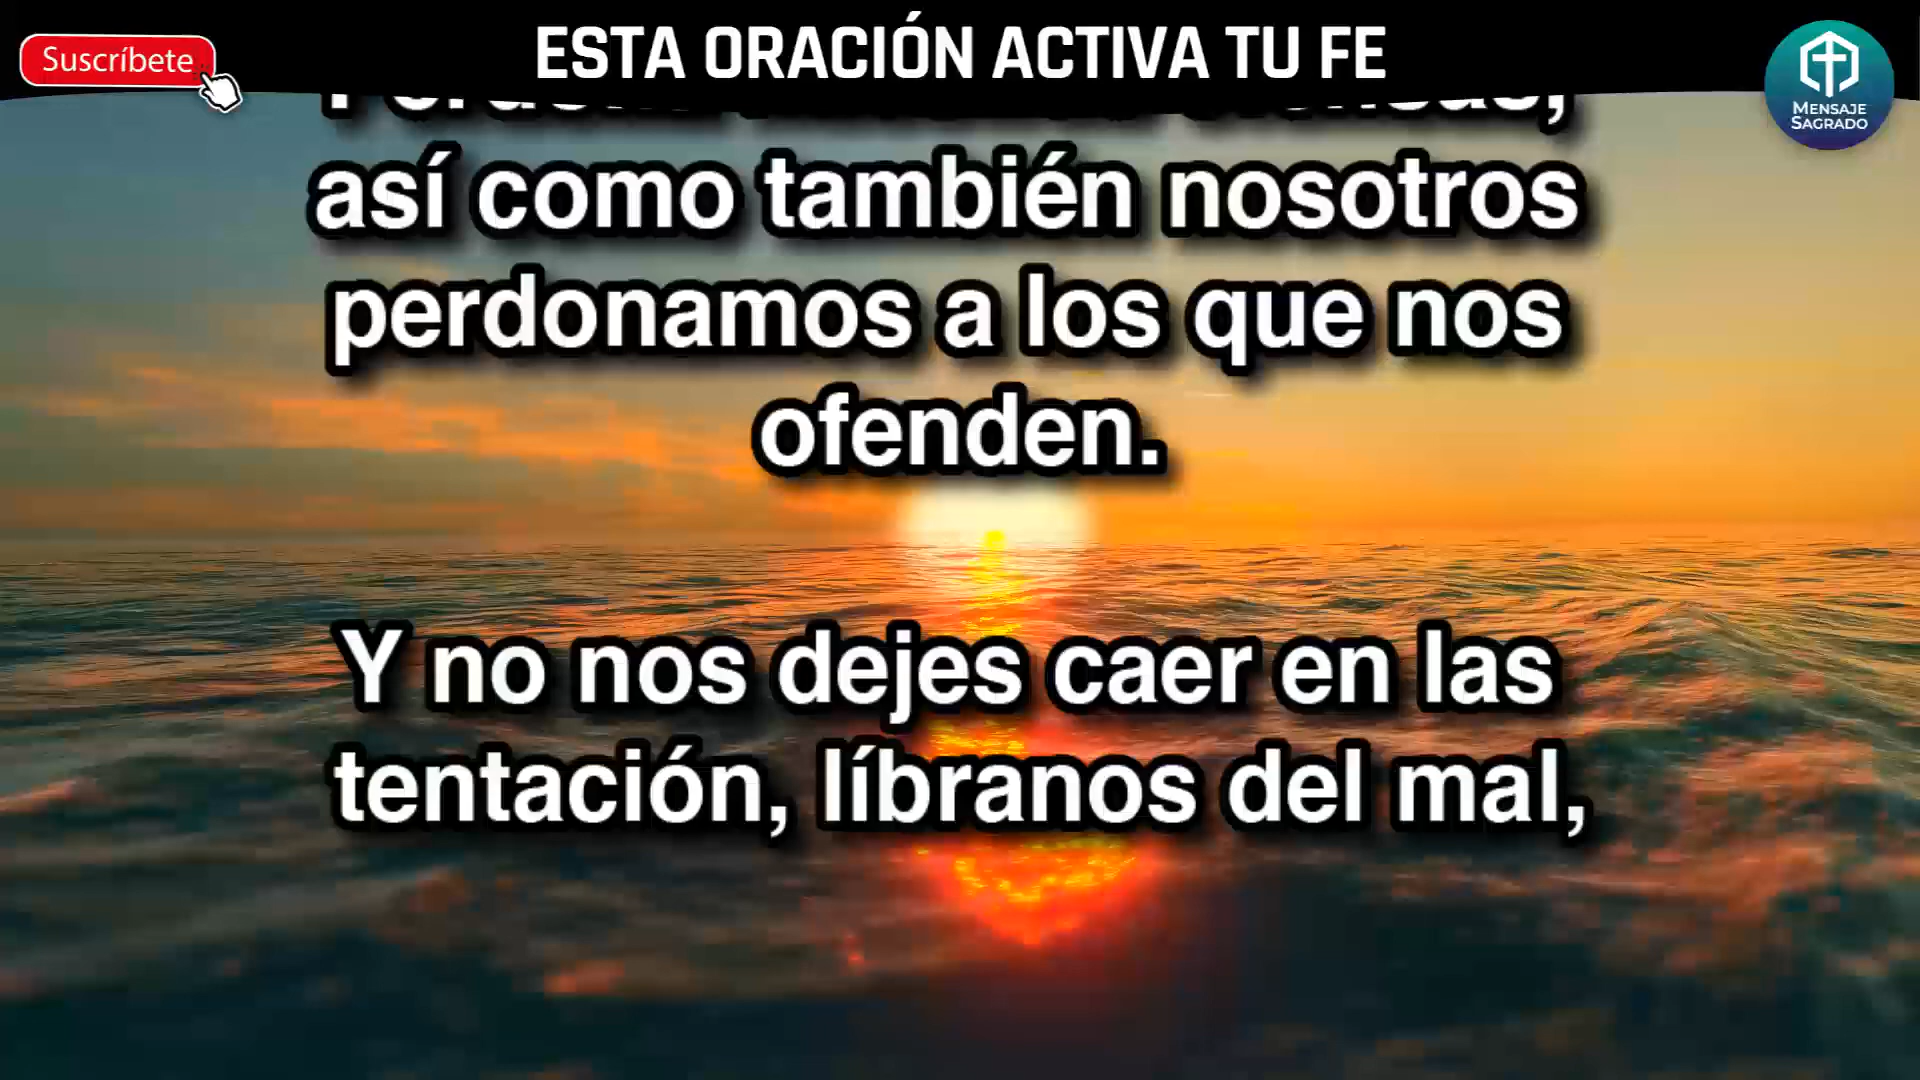 Suscríbete
ESTA ORACIÓN ACTIVA TU FE
MENSAJE
SAGRADO
así como también nosotros
perdonamos a los que nos
ofenden.
Y no nos dejes caer en las
tentación, líbranos del mal,